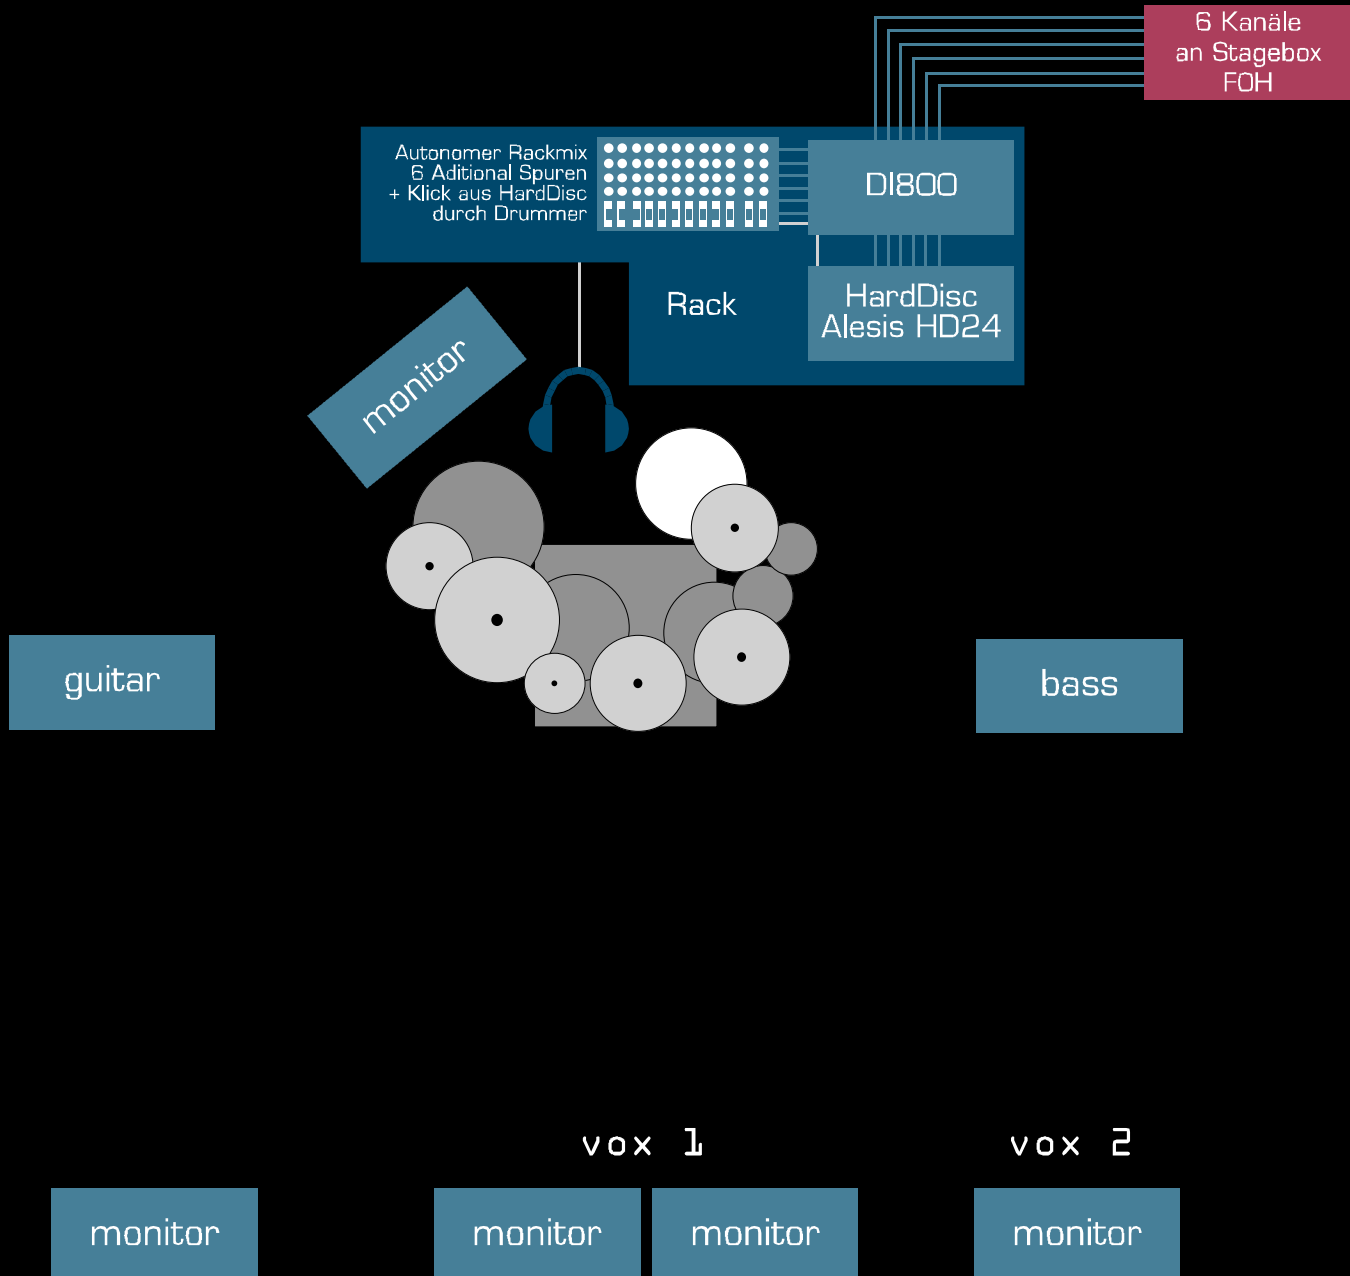 6 Kanäle
an Stagebox
FOH
Autonomer Rackmix
6 Aditional Spuren
+ Klick aus HardDisc
durch Drummer
DI800
Rack
HardDisc
Alesis HD24
monitor
guitar
bass
vox 1
vox 2
monitor
monitor
monitor
monitor